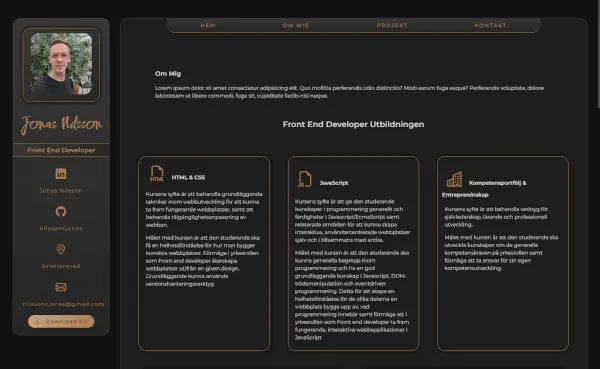 HEM
OM MIG
PROJEKT
KONTAKT
Jonas Nilsson
Front End Developer
Jonas Nilsson
nilssoncjonas
Kristianstad
nilssoncjonas@gmail.com
Download CV
Om Mig
Lorem ipsum dolor sit amet consectetur adipisicing elit. Quo mollitia perferendis odio distinctio? Modi earum fuga eaque? Perferendis voluptate, dolore
laboriosam ut libero commodi, fuga sit, cupiditate facilis nisi neque.
Front End Developer Utbildningen
HTML
HTML & CSS
Kursens syfte är att behandla grundläggande
tekniker inom webbutveckling för att kunna
ta fram fungerande webbplatser, samt att
behandla tillgänglighetsanpassning av
webben.
Målet med kursen är att den studerande ska
få en helhetsförståelse för hur man bygger
korrekta webbplatser. Förmåga i yrkesrollen
som Front end developer återskapa
webbplatser utifrån en given design.
Grundläggande kunna använda
versionshanteringsverktyg
JS
JavaScript
Kursens syfte är att ge den studerande
kunskaper i programmering generellt och
färdigheter i Javascript/EcmaScript samt
relaterade områden för att kunna skapa
interaktiva, användarcentrerade webbplatser
själv och i tillsammans med andra.
Målet med kursen är att den studerande ska
kunna generella begrepp inom
programmering och ha en god
grundläggande kunskap i Javascript, DOM-
trädsmanipulation och eventdriven
programmering. Detta för att skapa en
helhetsförståelse för de olika delarna en
webbplats byggs upp av, vad
programmering innebär samt förmåga att i
yrkesrollen som Front end developer ta fram
fungerande, interaktiva webbapplikationer i
JavaScript
Kompetensportfölj &
Entreprenörskap
Kursens syfte är att behandla verktyg för
självledarskap, lärande och professionell
utveckling.
Målet med kursen är att den studerande ska
utveckla kunskaper om de generella
kompetenskraven på yrkesrollen samt
förmåga att ta ansvar för sin egen
kompetensutveckling.